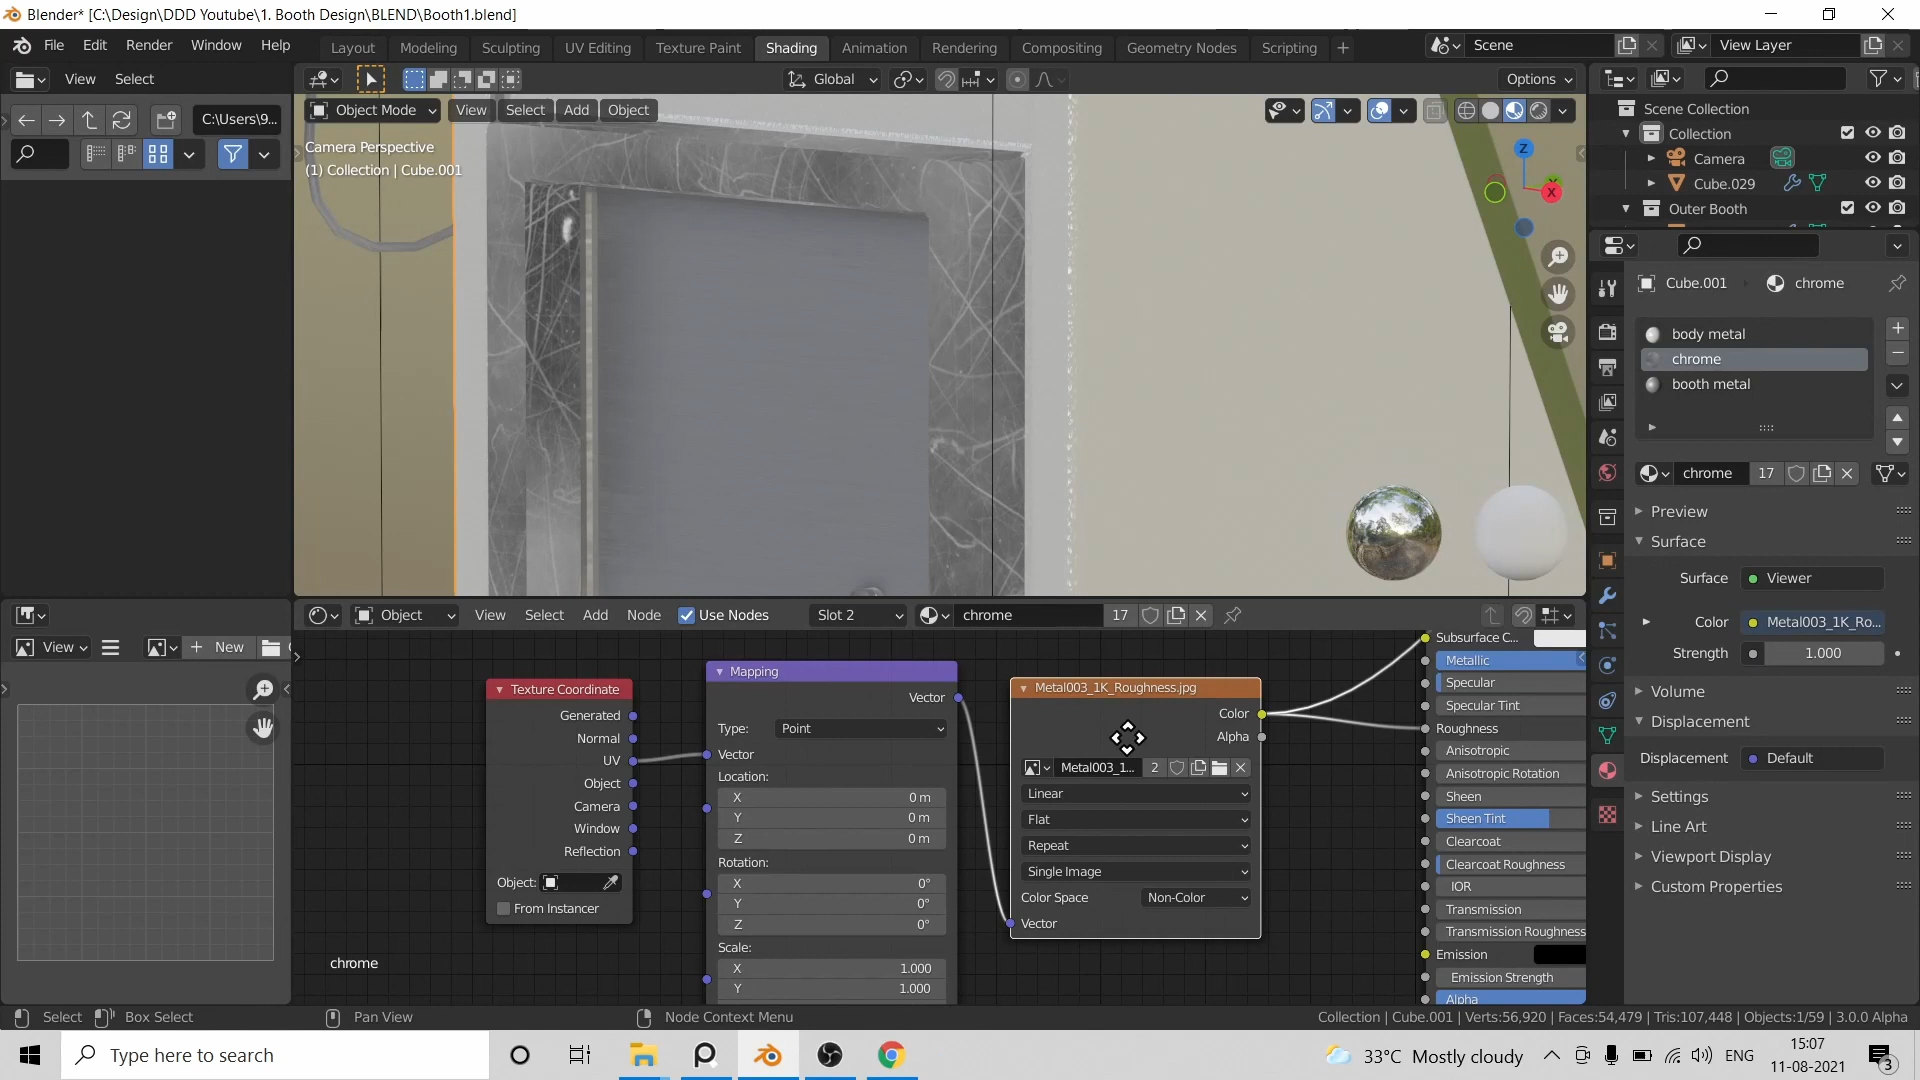 Blender* [C:\Design\DDD Youtube\1. Booth Design\BLEND\Booth1.blend]
File Edit Render Window Help
Layout Modeling Sculpting UV Editing Texture Paint Shading Animation Rendering Compositing Geometry Nodes Scripting
Scene
View Layer
View Select
Global
Options
C:\Users\9...
Object Mode View Select Add Object
Camera Perspective
(1) Collection | Cube.001
Z
X
Scene Collection
Collection
Camera
Cube.029
Outer Booth
Cube.001
chrome
body metal
chrome
booth metal
chrome 17
Preview
Surface
Surface Viewer
Color Metal003_1K_Ro...
Strength 1.000
Volume
Displacement
Displacement Default
Settings
Line Art
Viewport Display
Custom Properties
View
New
Object View Select Add Node Use Nodes Slot 2 chrome 17
Texture Coordinate
Generated
Normal
UV
Object
Camera
Window
Reflection
Object:
From Instancer
Mapping
Vector
Type: Point
Vector
Location:
X 0 m
Y 0 m
Z 0 m
Rotation:
X 0°
Y 0°
Z 0°
Scale:
X 1.000
Y 1.000
Metal003_1K_Roughness.jpg
Color
Alpha
Metal003_1... 2
Linear
Flat
Repeat
Single Image
Color Space Non-Color
Vector
Subsurface C...
Metallic
Specular
Specular Tint
Roughness
Anisotropic
Anisotropic Rotation
Sheen
Sheen Tint
Clearcoat
Clearcoat Roughness
IOR
Transmission
Transmission Roughness
Emission
Emission Strength
Alpha
chrome
Select Box Select Pan View Node Context Menu
Collection | Cube.001 | Verts:56,920 | Faces:54,479 | Tris:107,448 | Objects:1/59 | 3.0.0 Alpha
Type here to search
33°C Mostly cloudy
ENG
15:07
11-08-2021
3